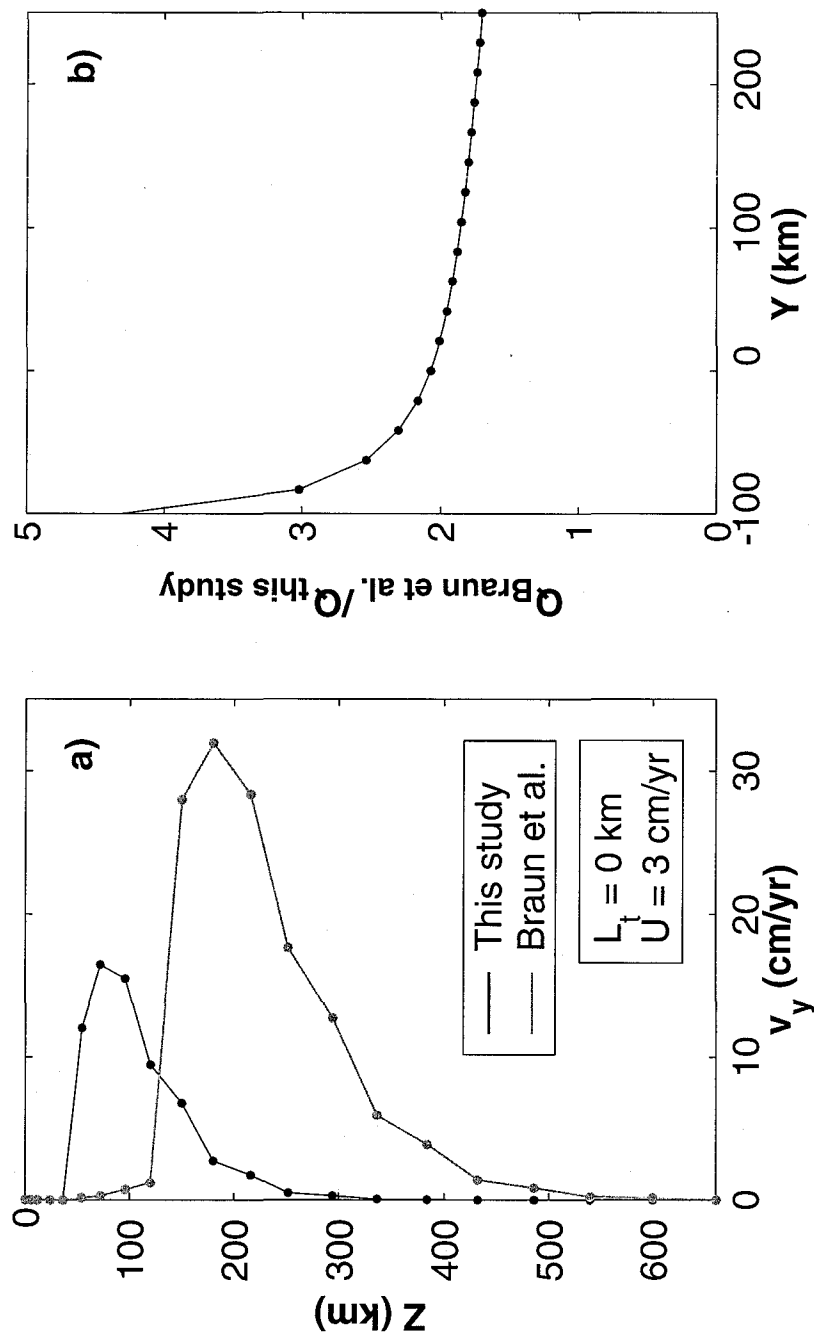 a)
0
100
200
300
400
500
600
Z (km)
0
10
20
30
v_y (cm/yr)
This study
Braun et al.
L_t = 0 km
U = 3 cm/yr
b)
5
4
3
2
1
0
Q_Braun et al./Q_this study
-100
0
100
200
Y (km)